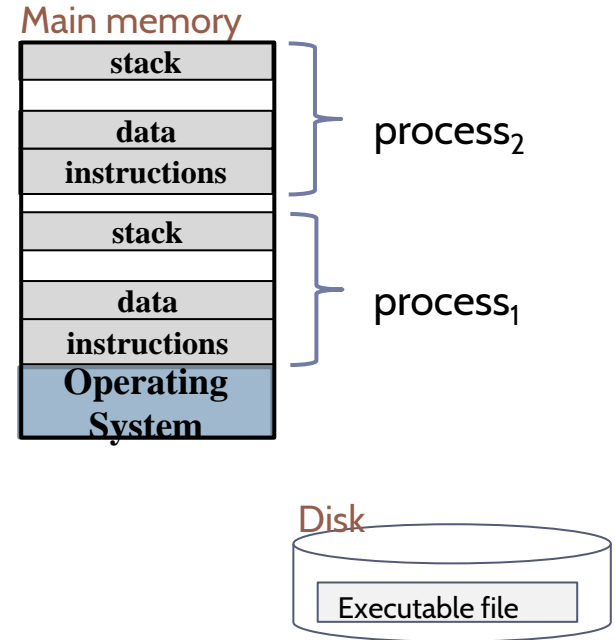 Main memory
stack
data
instructions
process₂
stack
data
instructions
process₁
Operating
System
Disk
Executable file